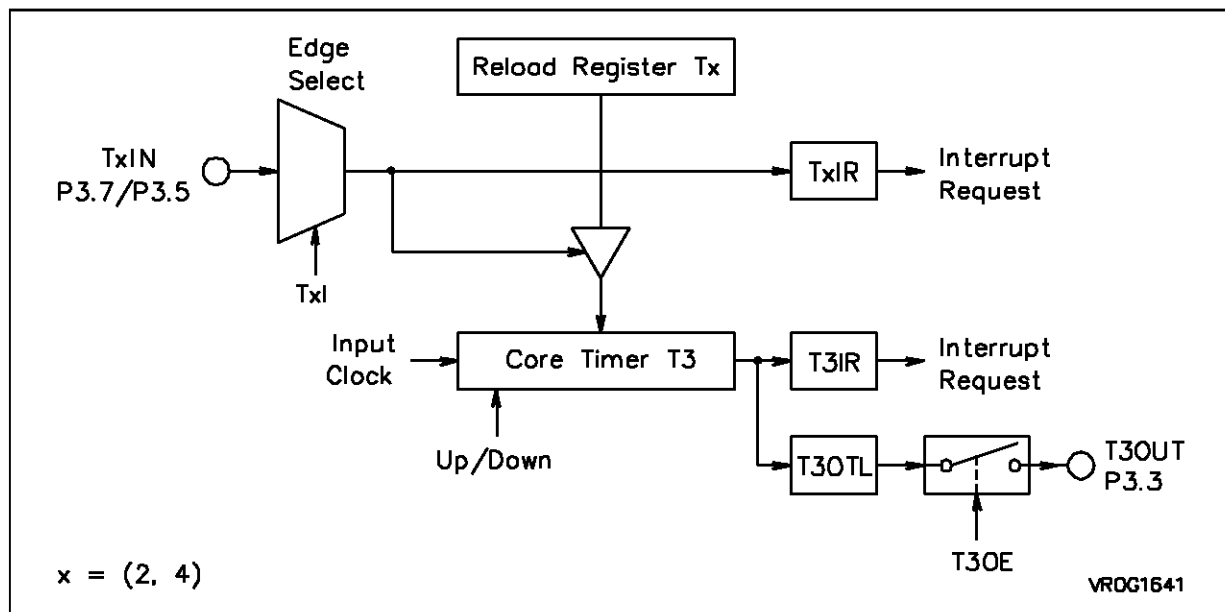 Edge
Select
Reload Register Tx
TxIN
P3.7/P3.5
TxIR
Interrupt
Request
TxI
Input
Clock
Core Timer T3
T3IR
Interrupt
Request
Up/Down
T3OTL
T3OUT
P3.3
T3OE
x = (2, 4)
VR0G1641